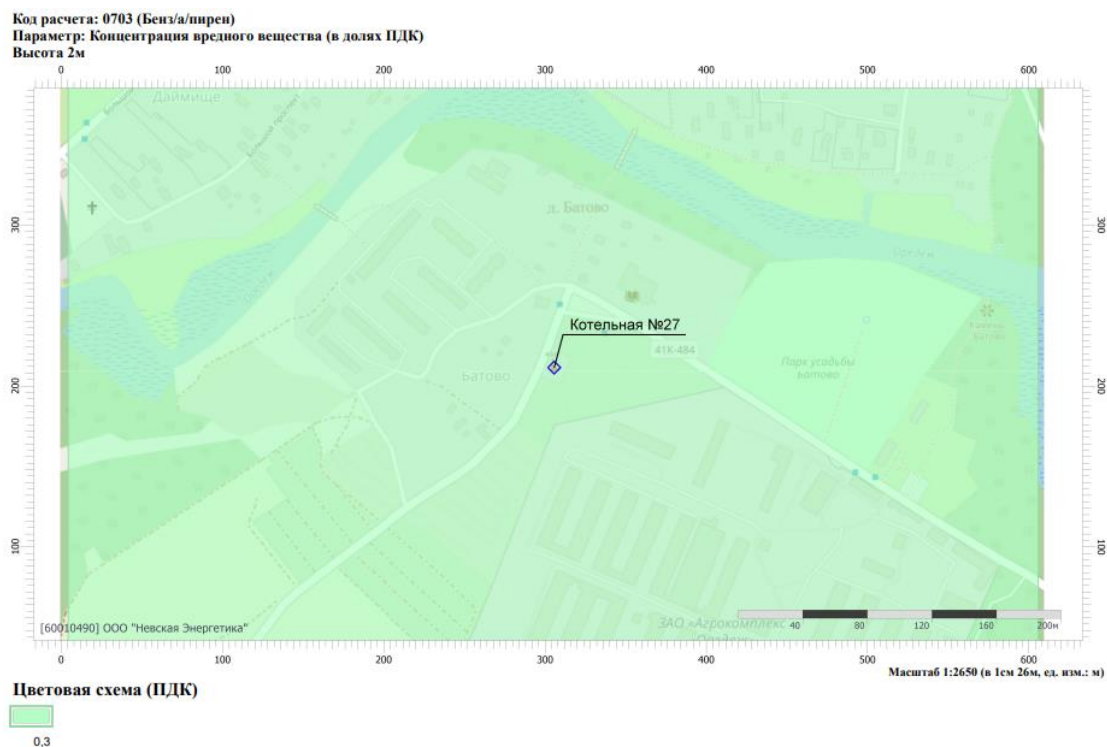 Код расчета: 0703 (Бенз/а/пирен)
Параметр: Концентрация вредного вещества (в долях ПДК)
Высота 2м
0 100 200 300 400 500 600
Даймище
Большой проспект
300 300
д. Батово
Оредеж
Котельная №27
41К-484
Батово
Парк усадьбы
Батово
200 200
100 100
[60010490] ООО "Невская Энергетика"
ЗАО «Агрокомплекс
40 80 120 160 200м
0 100 200 300 400 500 600
Масштаб 1:2650 (в 1см 26м, ед. изм.: м)
Цветовая схема (ПДК)
0,3